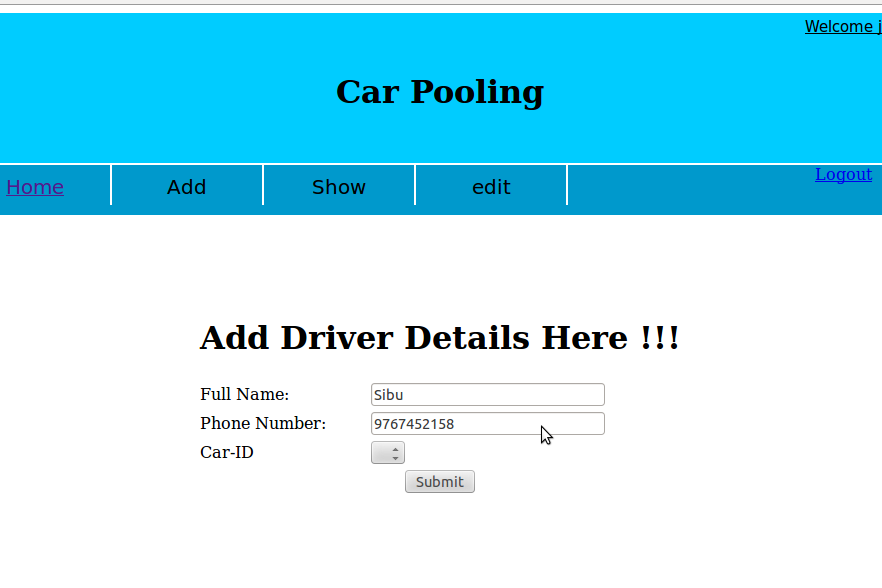 Welcome j
Car Pooling
Home Add Show edit Logout
Add Driver Details Here !!!
Full Name: Sibu
Phone Number: 9767452158
Car-ID
Submit